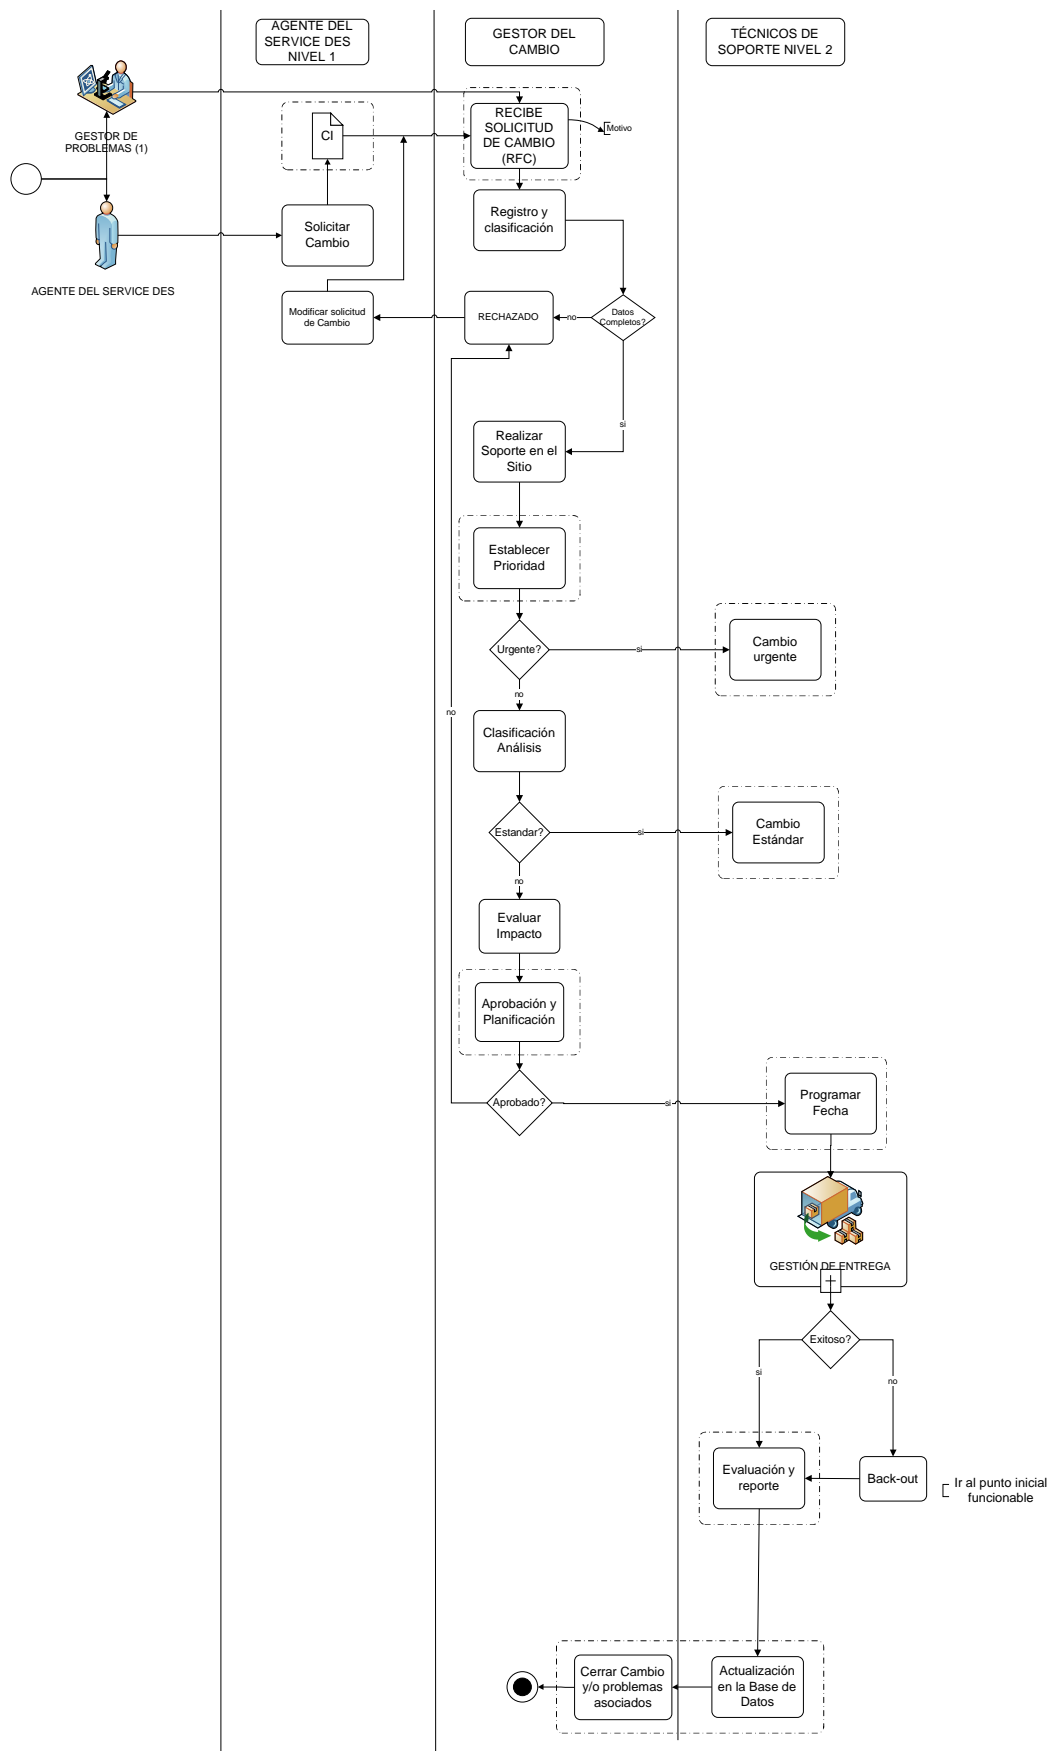 AGENTE DEL
SERVICE DES
NIVEL 1
GESTOR DEL
CAMBIO
TÉCNICOS DE
SOPORTE NIVEL 2
GESTOR DE
PROBLEMAS (1)
CI
RECIBE
SOLICITUD
DE CAMBIO
(RFC)
Motivo
Solicitar
Cambio
Registro y
clasificación
AGENTE DEL SERVICE DES
Modificar solicitud
de Cambio
RECHAZADO
no
Datos
Completos?
si
Realizar
Soporte en el
Sitio
Establecer
Prioridad
Urgente?
si
Cambio
urgente
no
no
Clasificación
Análisis
Estandar?
si
Cambio
Estándar
no
Evaluar
Impacto
Aprobación y
Planificación
Aprobado?
si
Programar
Fecha
GESTIÓN DE ENTREGA
Exitoso?
si
no
Evaluación y
reporte
Back-out
Ir al punto inicial
funcionable
Cerrar Cambio
y/o problemas
asociados
Actualización
en la Base de
Datos